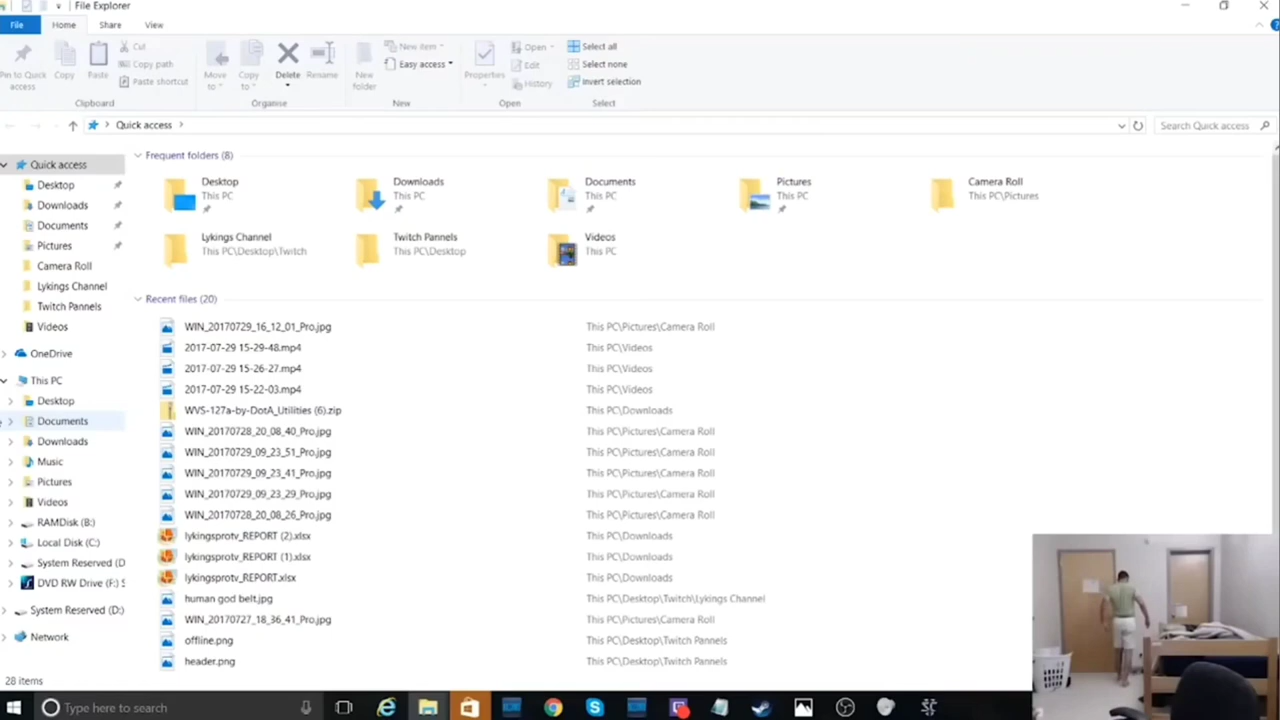 File Explorer
File Home Share View
Pin to Quick access
Copy
Paste
Cut
Copy path
Paste shortcut
Clipboard
Move to
Copy to
Delete
Rename
Organise
New folder
New item
Easy access
New
Properties
Open
Edit
History
Open
Select all
Select none
Invert selection
Select
Quick access
Search Quick access
Quick access
Desktop
Downloads
Documents
Pictures
Camera Roll
Lykings Channel
Twitch Pannels
Videos
OneDrive
This PC
Desktop
Documents
Downloads
Music
Pictures
Videos
RAMDisk (B:)
Local Disk (C:)
System Reserved (D
DVD RW Drive (F:) S
System Reserved (D:)
Network
Frequent folders (8)
Desktop
This PC
Downloads
This PC
Documents
This PC
Pictures
This PC
Camera Roll
This PC\Pictures
Lykings Channel
This PC\Desktop\Twitch
Twitch Pannels
This PC\Desktop
Videos
This PC
Recent files (20)
WIN_20170729_16_12_01_Pro.jpg This PC\Pictures\Camera Roll
2017-07-29 15-29-48.mp4 This PC\Videos
2017-07-29 15-26-27.mp4 This PC\Videos
2017-07-29 15-22-03.mp4 This PC\Videos
WVS-127a-by-DotA_Utilities (6).zip This PC\Downloads
WIN_20170728_20_08_40_Pro.jpg This PC\Pictures\Camera Roll
WIN_20170729_09_23_51_Pro.jpg This PC\Pictures\Camera Roll
WIN_20170729_09_23_41_Pro.jpg This PC\Pictures\Camera Roll
WIN_20170729_09_23_29_Pro.jpg This PC\Pictures\Camera Roll
WIN_20170728_20_08_26_Pro.jpg This PC\Pictures\Camera Roll
lykingsprotv_REPORT (2).xlsx This PC\Downloads
lykingsprotv_REPORT (1).xlsx This PC\Downloads
lykingsprotv_REPORT.xlsx This PC\Downloads
human god belt.jpg This PC\Desktop\Twitch\Lykings Channel
WIN_20170727_18_36_41_Pro.jpg This PC\Pictures\Camera Roll
offline.png This PC\Desktop\Twitch Pannels
header.png This PC\Desktop\Twitch Pannels
28 items
Type here to search